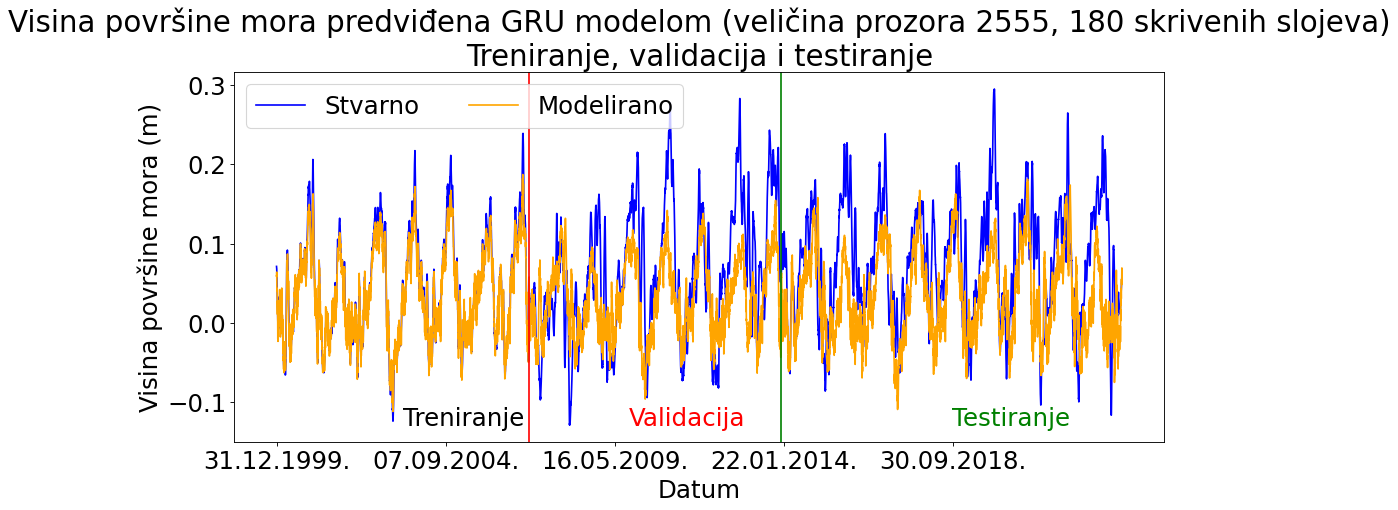 Visina površine mora predviđena GRU modelom (veličina prozora 2555, 180 skrivenih slojeva)
Treniranje, validacija i testiranje
Stvarno
Modelirano
Visina površine mora (m)
0.3
0.2
0.1
0.0
−0.1
Treniranje
Validacija
Testiranje
31.12.1999.
07.09.2004.
16.05.2009.
22.01.2014.
30.09.2018.
Datum